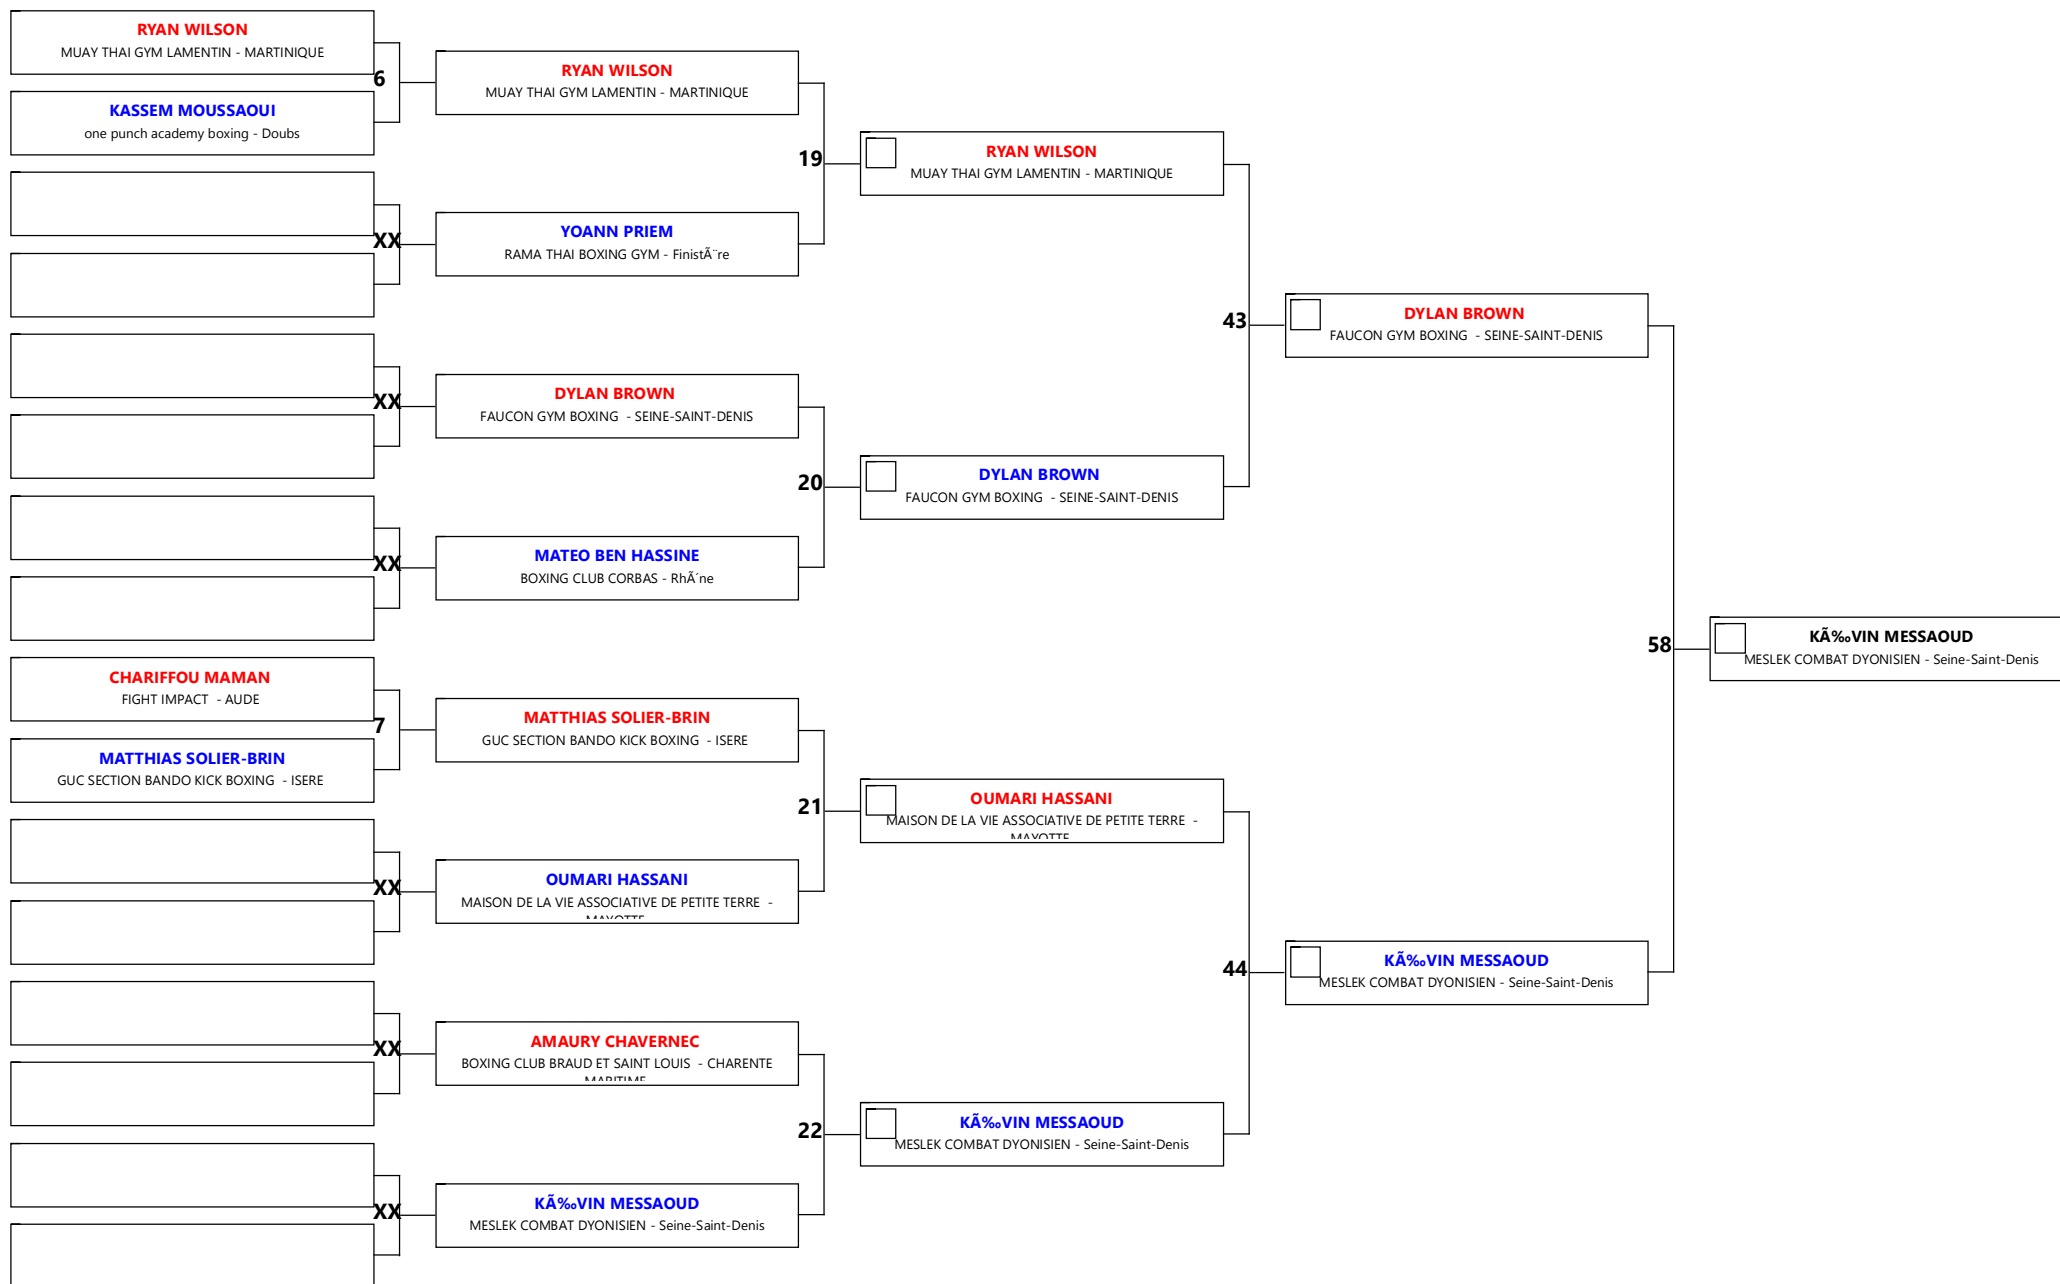 RYAN WILSON
MUAY THAI GYM LAMENTIN - MARTINIQUE
6
KASSEM MOUSSAOUI
one punch academy boxing - Doubs
XX
XX
XX
CHARIFFOU MAMAN
FIGHT IMPACT - AUDE
7
MATTHIAS SOLIER-BRIN
GUC SECTION BANDO KICK BOXING - ISERE
XX
XX
XX
RYAN WILSON
MUAY THAI GYM LAMENTIN - MARTINIQUE
19
YOANN PRIEM
RAMA THAI BOXING GYM - FinistÃ¨re
DYLAN BROWN
FAUCON GYM BOXING - SEINE-SAINT-DENIS
20
MATEO BEN HASSINE
BOXING CLUB CORBAS - RhÃ´ne
MATTHIAS SOLIER-BRIN
GUC SECTION BANDO KICK BOXING - ISERE
21
OUMARI HASSANI
MAISON DE LA VIE ASSOCIATIVE DE PETITE TERRE -
MAYOTTE
AMAURY CHAVERNEC
BOXING CLUB BRAUD ET SAINT LOUIS - CHARENTE
MARITIME
22
KÃ‰VIN MESSAOUD
MESLEK COMBAT DYONISIEN - Seine-Saint-Denis
RYAN WILSON
MUAY THAI GYM LAMENTIN - MARTINIQUE
43
DYLAN BROWN
FAUCON GYM BOXING - SEINE-SAINT-DENIS
OUMARI HASSANI
MAISON DE LA VIE ASSOCIATIVE DE PETITE TERRE -
MAYOTTE
44
KÃ‰VIN MESSAOUD
MESLEK COMBAT DYONISIEN - Seine-Saint-Denis
DYLAN BROWN
FAUCON GYM BOXING - SEINE-SAINT-DENIS
58
KÃ‰VIN MESSAOUD
MESLEK COMBAT DYONISIEN - Seine-Saint-Denis
KÃ‰VIN MESSAOUD
MESLEK COMBAT DYONISIEN - Seine-Saint-Denis